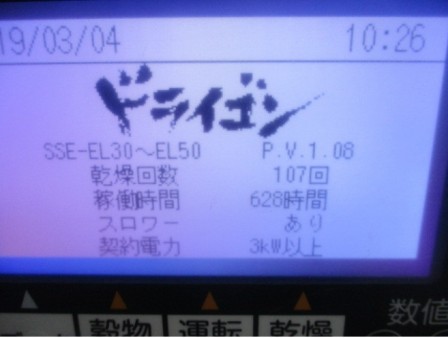 19/03/04 10:26
ドライゴン
SSE-EL30～EL50 P.V.1.08
乾燥回数 107回
稼働時間 628時間
スロワー あり
契約電力 3kW以上
数値
穀物 運転 乾燥